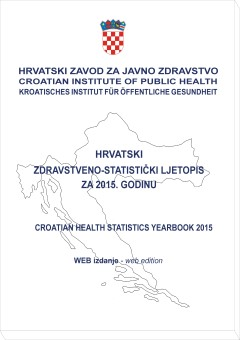 HRVATSKI ZAVOD ZA JAVNO ZDRAVSTVO
CROATIAN INSTITUTE OF PUBLIC HEALTH
KROATISCHES INSTITUT FÜR ÖFFENTLICHE GESUNDHEIT
HRVATSKI
ZDRAVSTVENO-STATISTIČKI LJETOPIS
ZA 2015. GODINU
CROATIAN HEALTH STATISTICS YEARBOOK 2015
WEB izdanje - web edition